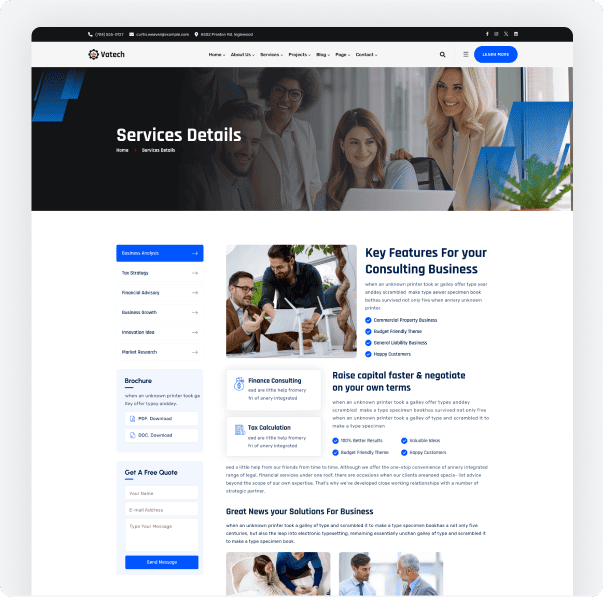 (704) 555-0127 curtis.weaver@example.com 6502 Preston Rd. Inglewood
Vatech
Home About Us Services Projects Blog Page Contact
LEARN MORE
Services Details
Home Services Details
Business Analysis
Tax Strategy
Financial Advisory
Business Growth
Innovation Idea
Market Research
Brochure
when an unknown printer took ga
lley offer typey anddey.
PDF. Download
DOC. Download
Get A Free Quote
Your Name
E-mail Address
Type Your Message
Send Message
Key Features For your
Consulting Business
when an unknown printer took ar galley offer type year
anddey scrambled make type aewer specimen book
bethas survived not only five when anriery unknown
printer.
Commercial Property Business
Budget Friendly Theme
General Liability Business
Happy Customers
Finance Consulting
sed are little help fromery
fri of anery integrated
Tax Calculation
sed are little help fromery
fri of anery integrated
Raise capital faster & negotiate
on your own terms
when an unknown printer took a galley offer types anddey
scrambled make a type specimen bookhas survived not only five
when an unknown printer took a galley of type and scrambled it to
make a type specimen
100% Better Results
Valuable Ideas
Budget Friendly Theme
Happy Customers
sed a little help from our friends from time to time. Although we offer the one-stop convenience of annery integrated
range of legal, financial services under one roof, there are occasions when our clients areaneed specia- list advice
beyond the scope of our own expertise. That's why we've developed close working relationships with a number of
strategic partner.
Great News your Solutions For Business
when an unknown printer took a galley of type and scrambled it to make a type specimen bookhas a not only five
centuries, but also the leap into electronic typesetting, remaining essentially unchan galley of type and scrambled it
to make a type specimen book.